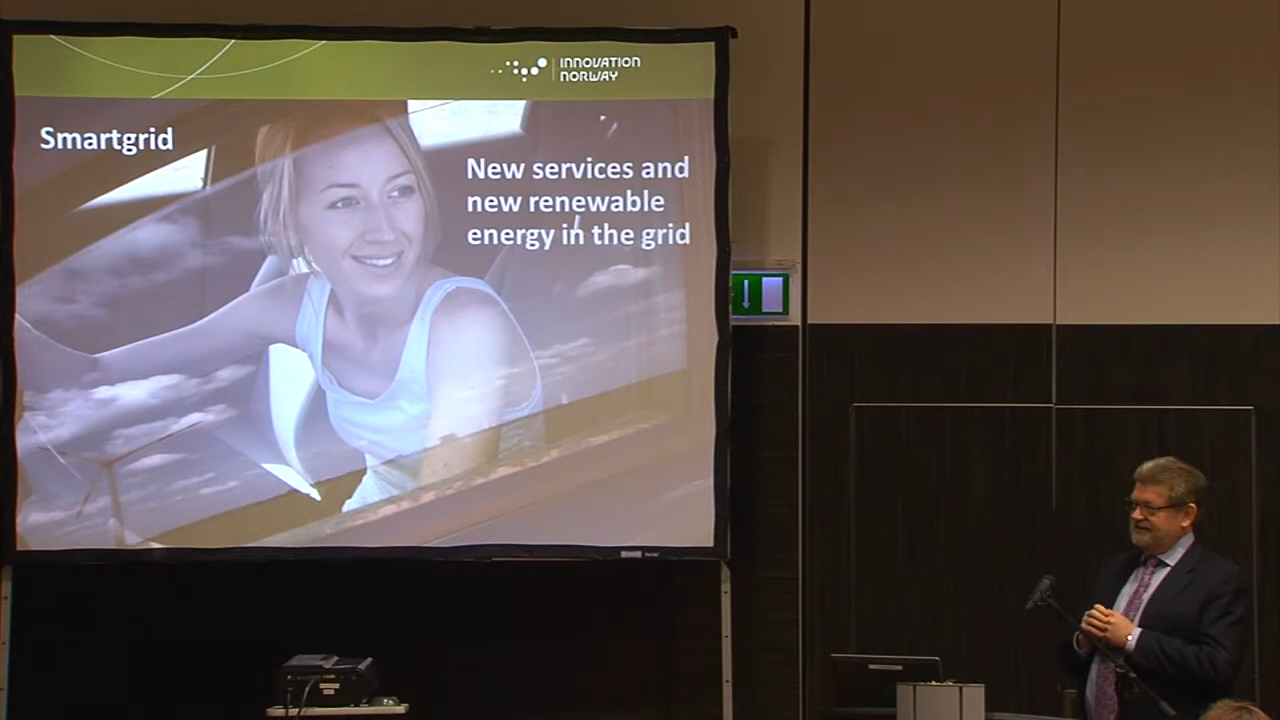 INNOVATION
NORWAY
Smartgrid
New services and
new renewable
energy in the grid